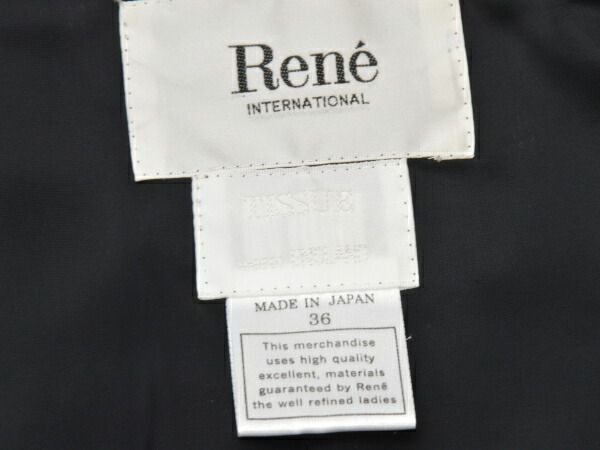 René
INTERNATIONAL
TISSUE
MADE IN JAPAN
36
This merchandise
uses high quality
excellent, materials
guaranteed by René
the well refined ladies